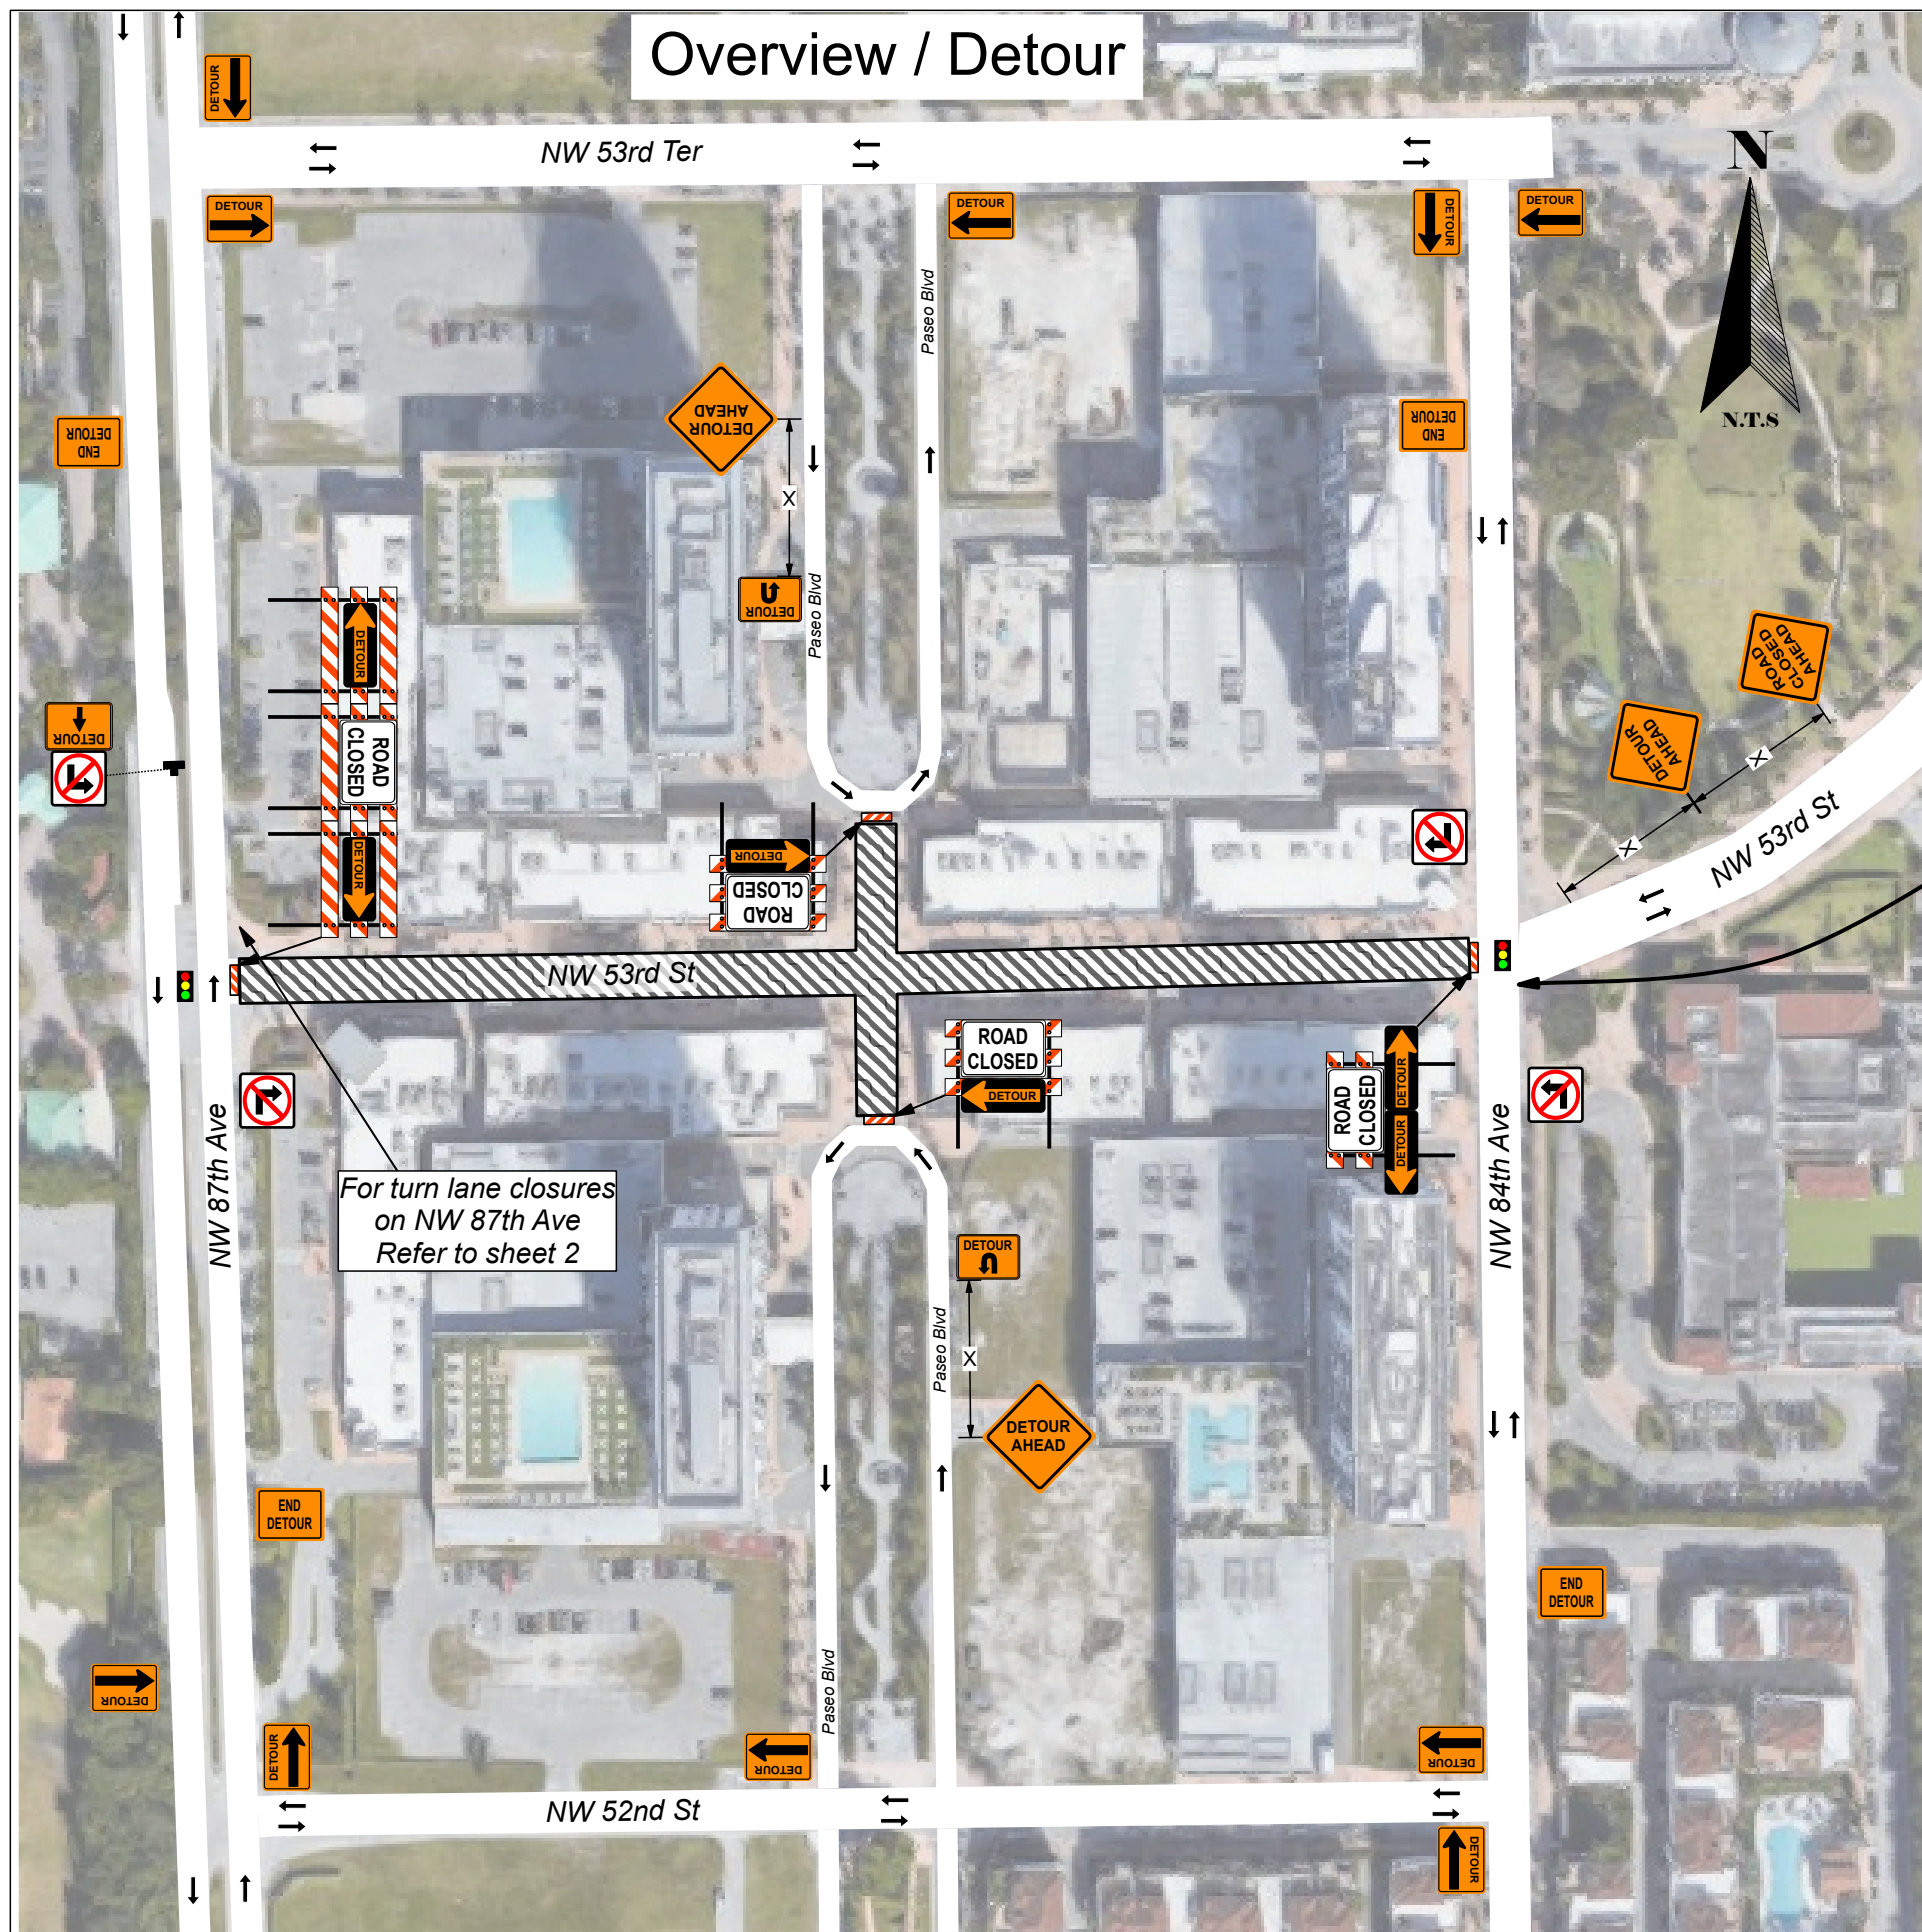 Overview / Detour
DETOUR
NW 53rd Ter
N
DETOUR
DETOUR
DETOUR
DETOUR
Paseo Blvd
N.T.S
DETOUR
AHEAD
END
DETOUR
END
DETOUR
X
DETOUR
Paseo Blvd
DETOUR
ROAD
CLOSED
AHEAD
DETOUR
AHEAD
X
DETOUR
ROAD
CLOSED
X
NW 53rd St
DETOUR
DETOUR
ROAD
CLOSED
NW 53rd St
ROAD
CLOSED
DETOUR
DETOUR
ROAD
CLOSED
DETOUR
NW 87th Ave
NW 84th Ave
For turn lane closures
on NW 87th Ave
Refer to sheet 2
DETOUR
Paseo Blvd
X
DETOUR
AHEAD
END
DETOUR
END
DETOUR
DETOUR
Paseo Blvd
DETOUR
DETOUR
DETOUR
NW 52nd St
DETOUR